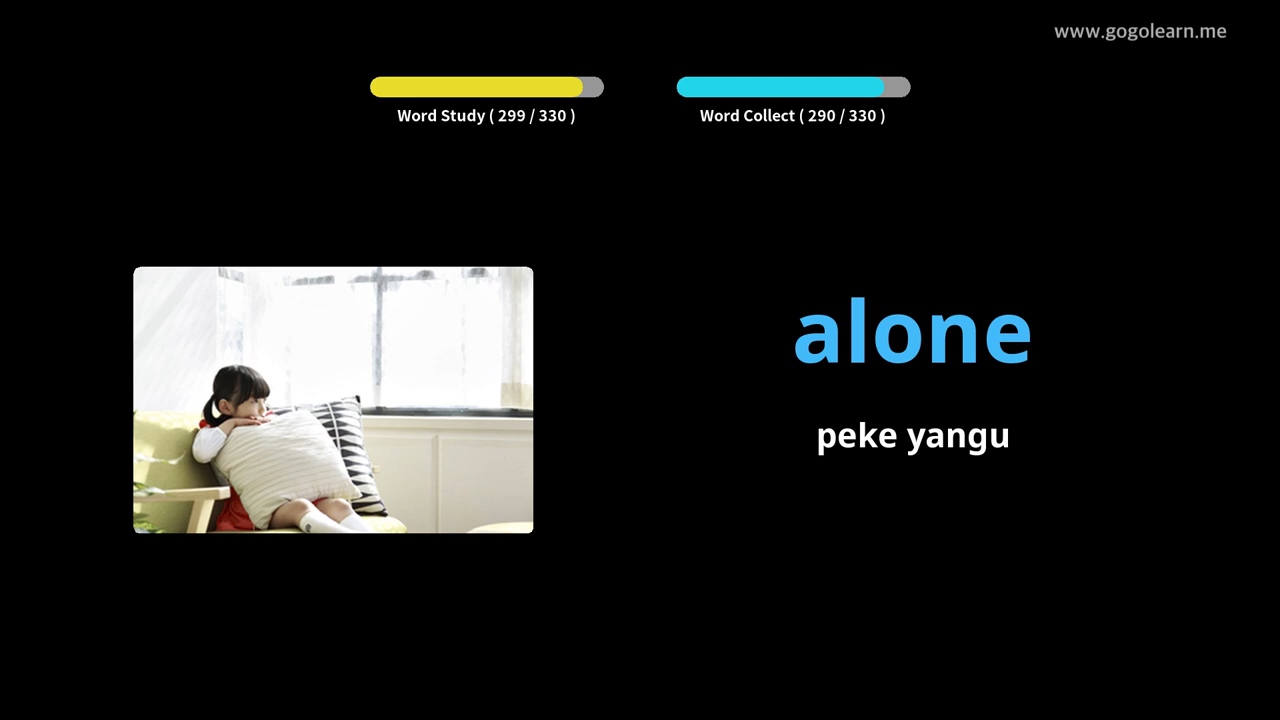 www.gogolearn.me
Word Study ( 299 / 330 )
Word Collect ( 290 / 330 )
alone
peke yangu